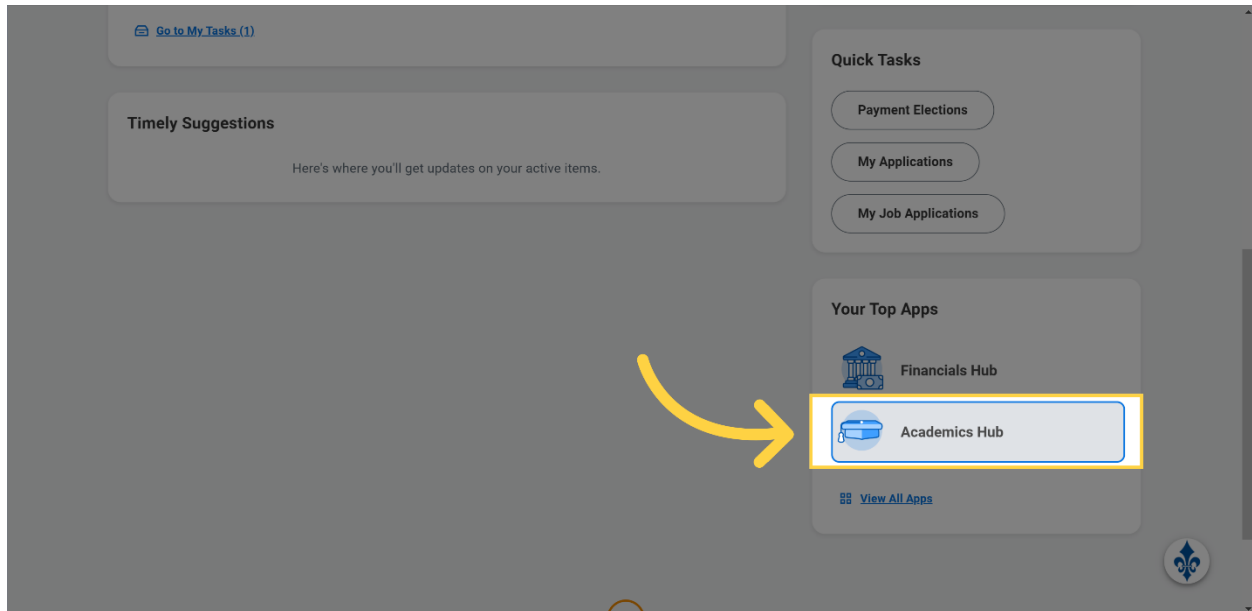 Go to My Tasks (1)
Timely Suggestions
Here's where you'll get updates on your active items.
Quick Tasks
Payment Elections
My Applications
My Job Applications
Your Top Apps
Financials Hub
Academics Hub
View All Apps